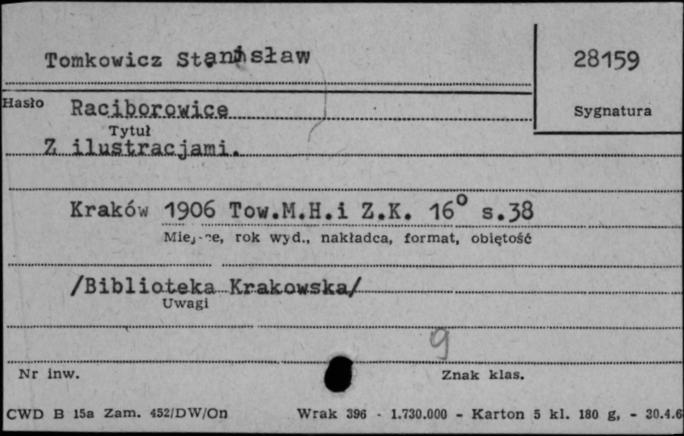 Tomkowicz Stanisław
28159
Hasło Raciborowice
Sygnatura
Tytuł
Z ilustracjami.
Kraków 1906 Tow.M.H.i Z.K. 16° s.38
Miejsce, rok wyd., nakładca, format, objętość
/Biblioteka Krakowska/
Uwagi
9
Nr inw.
Znak klas.
CWD B 15a Zam. 452/DW/On Wrak 396 - 1.730.000 - Karton 5 kl. 180 g, - 30.4.6